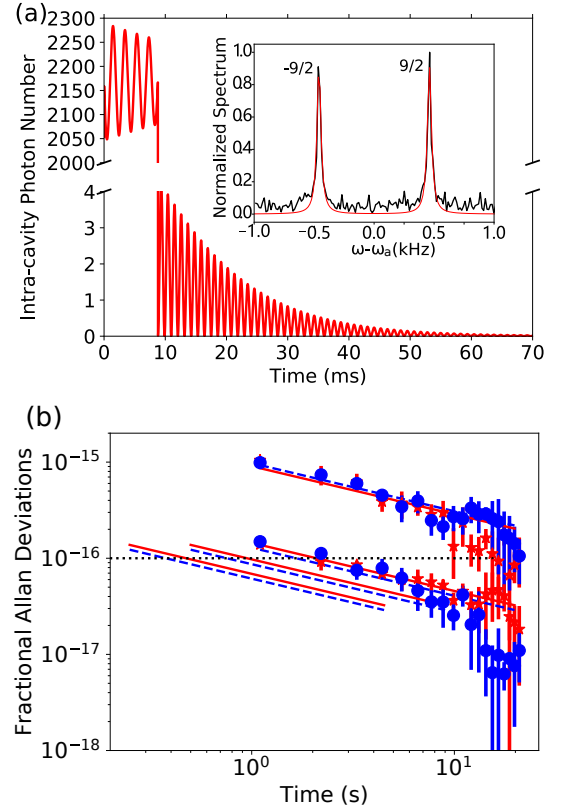 (a)
Intra-cavity Photon Number
2300
2250
2200
2150
2100
2050
2000
4
3
2
1
0
0 10 20 30 40 50 60 70
Time (ms)
Normalized Spectrum
1.0
0.8
0.6
0.4
0.2
0.0
-9/2
9/2
−1.0 −0.5 0.0 0.5 1.0
ω-ωa(kHz)
(b)
Fractional Allan Deviations
10−15
10−16
10−17
10−18
100 101
Time (s)